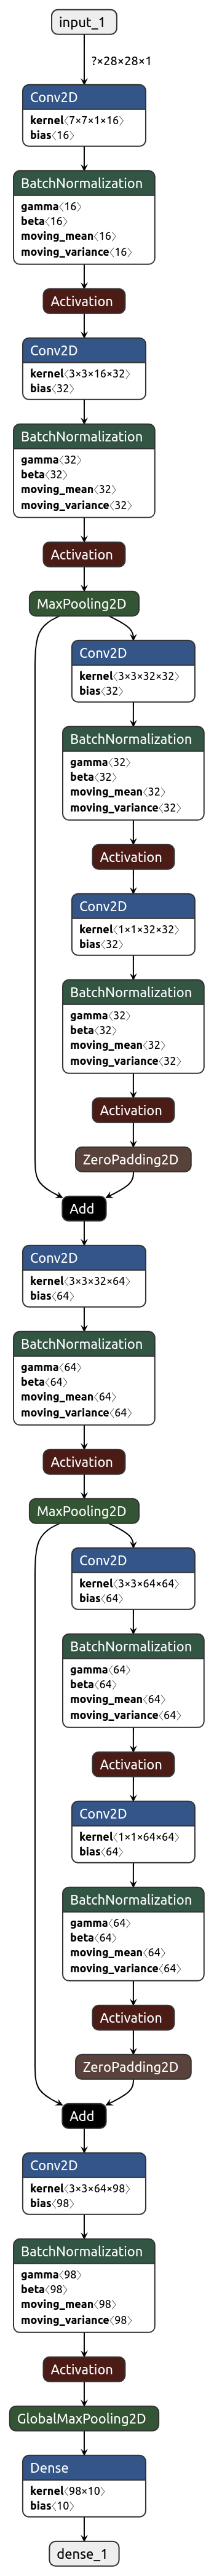 input_1
?×28×28×1
Conv2D
kernel⟨7×7×1×16⟩
bias⟨16⟩
BatchNormalization
gamma⟨16⟩
beta⟨16⟩
moving_mean⟨16⟩
moving_variance⟨16⟩
Activation
Conv2D
kernel⟨3×3×16×32⟩
bias⟨32⟩
BatchNormalization
gamma⟨32⟩
beta⟨32⟩
moving_mean⟨32⟩
moving_variance⟨32⟩
Activation
MaxPooling2D
Conv2D
kernel⟨3×3×32×32⟩
bias⟨32⟩
BatchNormalization
gamma⟨32⟩
beta⟨32⟩
moving_mean⟨32⟩
moving_variance⟨32⟩
Activation
Conv2D
kernel⟨1×1×32×32⟩
bias⟨32⟩
BatchNormalization
gamma⟨32⟩
beta⟨32⟩
moving_mean⟨32⟩
moving_variance⟨32⟩
Activation
ZeroPadding2D
Add
Conv2D
kernel⟨3×3×32×64⟩
bias⟨64⟩
BatchNormalization
gamma⟨64⟩
beta⟨64⟩
moving_mean⟨64⟩
moving_variance⟨64⟩
Activation
MaxPooling2D
Conv2D
kernel⟨3×3×64×64⟩
bias⟨64⟩
BatchNormalization
gamma⟨64⟩
beta⟨64⟩
moving_mean⟨64⟩
moving_variance⟨64⟩
Activation
Conv2D
kernel⟨1×1×64×64⟩
bias⟨64⟩
BatchNormalization
gamma⟨64⟩
beta⟨64⟩
moving_mean⟨64⟩
moving_variance⟨64⟩
Activation
ZeroPadding2D
Add
Conv2D
kernel⟨3×3×64×98⟩
bias⟨98⟩
BatchNormalization
gamma⟨98⟩
beta⟨98⟩
moving_mean⟨98⟩
moving_variance⟨98⟩
Activation
GlobalMaxPooling2D
Dense
kernel⟨98×10⟩
bias⟨10⟩
dense_1